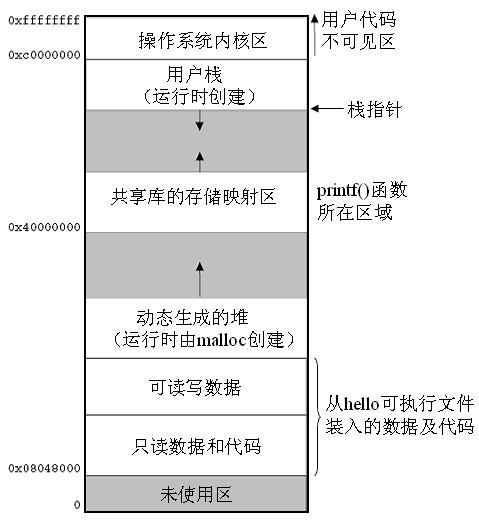 0xffffffff
用户代码
不可见区
操作系统内核区
0xc0000000
用户栈
（运行时创建）
栈指针
共享库的存储映射区
printf()函数
所在区域
0x40000000
动态生成的堆
（运行时由malloc创建）
可读写数据
从hello可执行文件
装入的数据及代码
只读数据和代码
0x08048000
未使用区
0